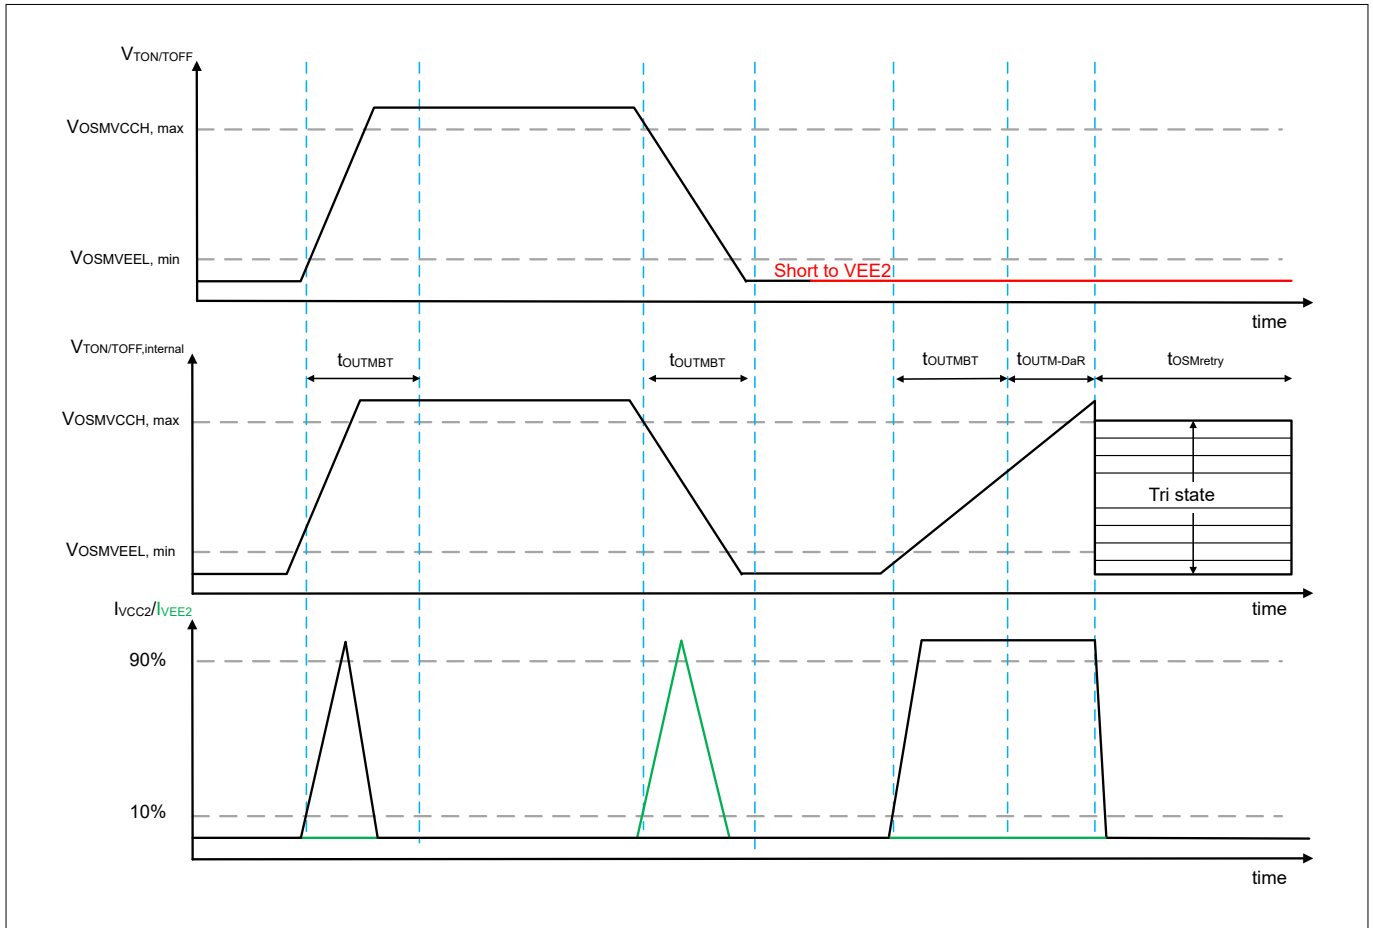 VTON/TOFF
VOSMVCCH, max
VOSMVEEL, min
Short to VEE2
time
VTON/TOFF,internal
tOUTMBT
tOUTMBT
tOUTMBT
tOUTM-DaR
tOSMretry
VOSMVCCH, max
Tri state
VOSMVEEL, min
time
IVCC2/IVEE2
90%
10%
time